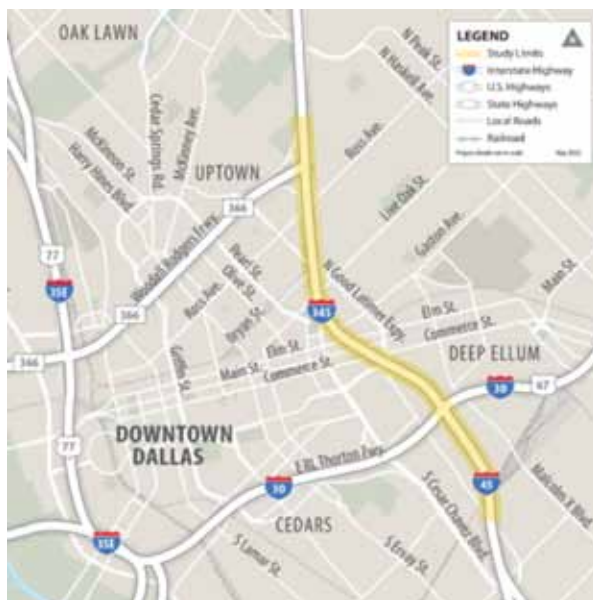 OAK LAWN
N Peak St.
N Haskell Ave.
LEGEND
Study Limits
Interstate Highway
U.S. Highways
State Highways
Local Roads
Railroad
May 2022
Cedar Springs Rd.
McKinney Ave.
McKinnon St.
Harry Hines Blvd.
UPTOWN
Ross Ave.
366
Live Oak St.
Gaston Ave.
Woodall Rodgers Frwy.
77
35E
366
Pearl St.
Olive St.
Ross Ave.
Bryan St.
N Good Latimer Expy.
345
Main St.
Elm St.
Commerce St.
DEEP ELLUM
366
Griffin St.
Main St.
Elm St.
Commerce St.
30
67
77
DOWNTOWN
DALLAS
E RL Thorton Fwy.
30
45
Malcolm X Blvd.
S Cesar Chavez Blvd.
CEDARS
35E
S Lamar St.
S Ervay St.